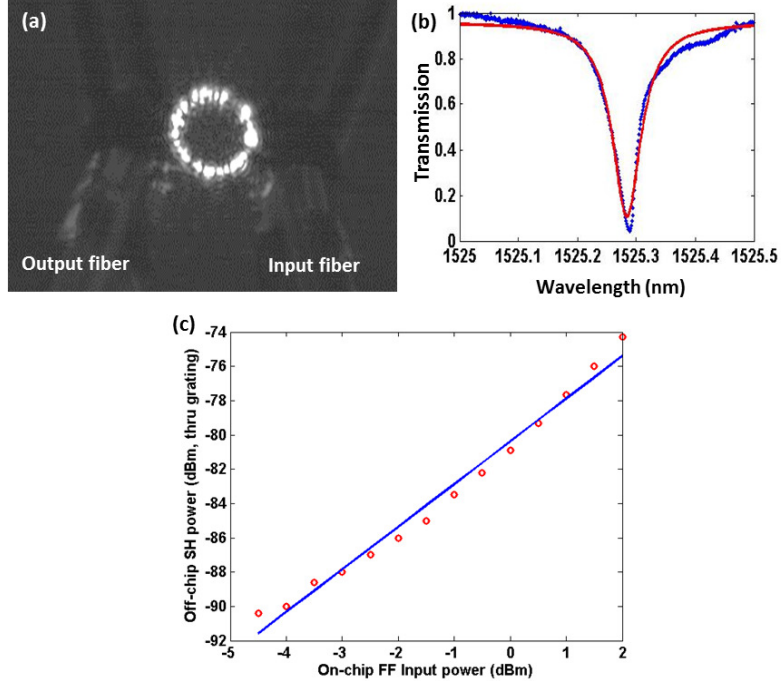 (a)
Output fiber
Input fiber
(b)
Transmission
1
0.8
0.6
0.4
0.2
0
1525 1525.1 1525.2 1525.3 1525.4 1525.5
Wavelength (nm)
(c)
Off-chip SH power (dBm, thru grating)
-74
-76
-78
-80
-82
-84
-86
-88
-90
-92
-5 -4 -3 -2 -1 0 1 2
On-chip FF Input power (dBm)